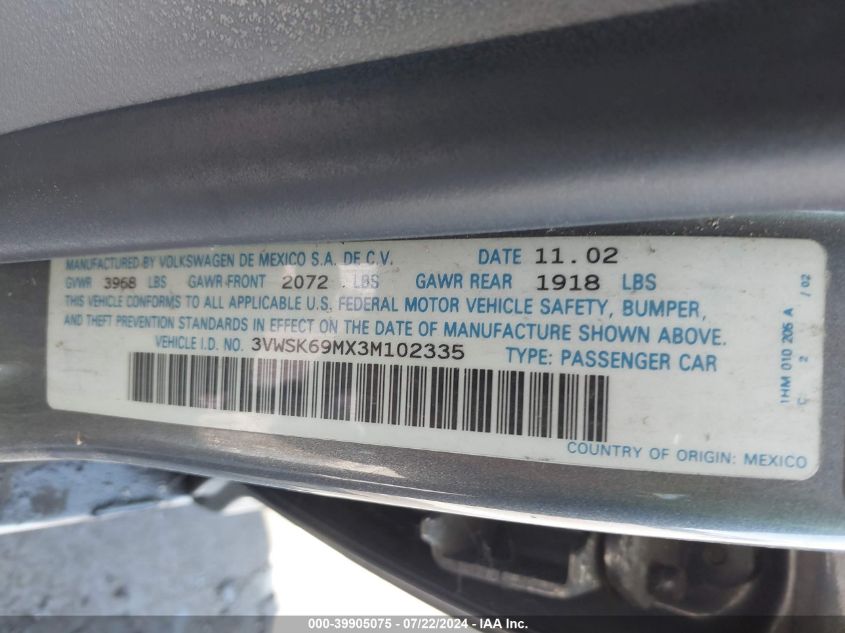 MANUFACTURED BY VOLKSWAGEN DE MEXICO S.A. DE C.V. DATE 11.02
GVWR 3968 LBS GAWR-FRONT 2072 LBS GAWR REAR 1918 LBS
THIS VEHICLE CONFORMS TO ALL APPLICABLE U.S. FEDERAL MOTOR VEHICLE SAFETY, BUMPER,
AND THEFT PREVENTION STANDARDS IN EFFECT ON THE DATE OF MANUFACTURE SHOWN ABOVE.
VEHICLE I.D. NO. 3VWSK69MX3M102335 TYPE: PASSENGER CAR
COUNTRY OF ORIGIN: MEXICO
1HM 010 205 A / 02
C 2
000-39905075 - 07/22/2024 - IAA Inc.